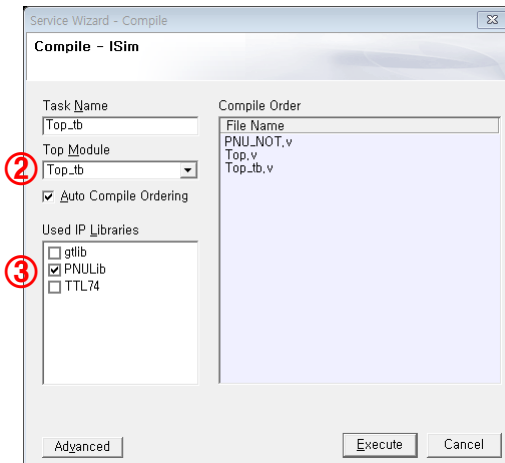 Service Wizard - Compile
Compile - ISim
Task Name
Top_tb
② Top Module
Top_tb
Auto Compile Ordering
Used IP Libraries
gtlib
③ PNULib
TTL74
Compile Order
File Name
PNU_NOT.v
Top.v
Top_tb.v
Advanced
Execute
Cancel